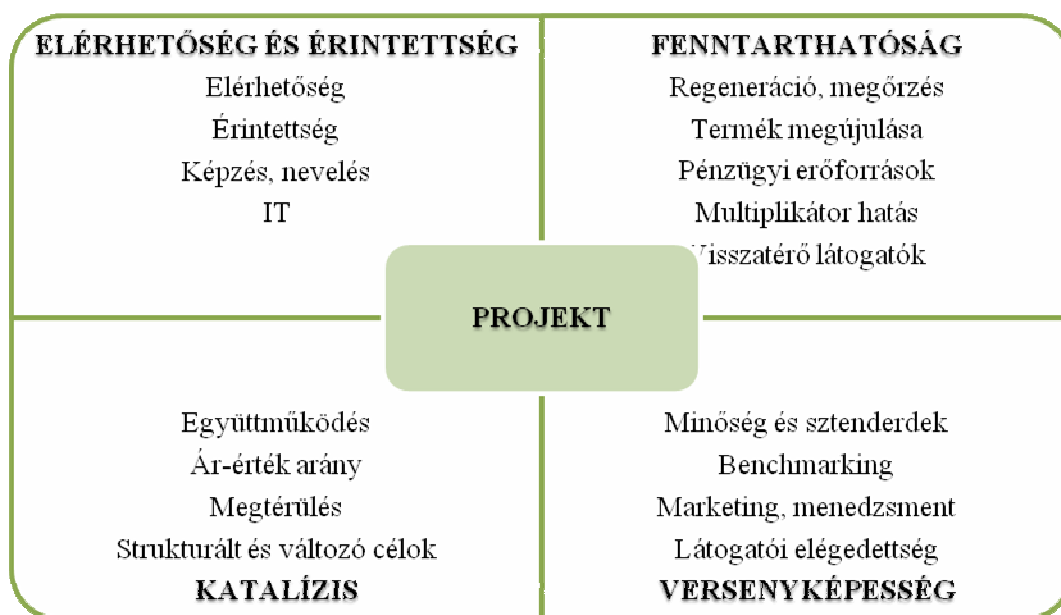 ELÉRHETŐSÉG ÉS ÉRINTETTSÉG
Elérhetőség
Érintettség
Képzés, nevelés
IT
FENNTARTHATÓSÁG
Regeneráció, megőrzés
Termék megújulása
Pénzügyi erőforrások
Multiplikátor hatás
Visszatérő látogatók
PROJEKT
Együttműködés
Ár-érték arány
Megtérülés
Strukturált és változó célok
KATALÍZIS
Minőség és sztenderdek
Benchmarking
Marketing, menedzsment
Látogatói elégedettség
VERSENYKÉPESSÉG